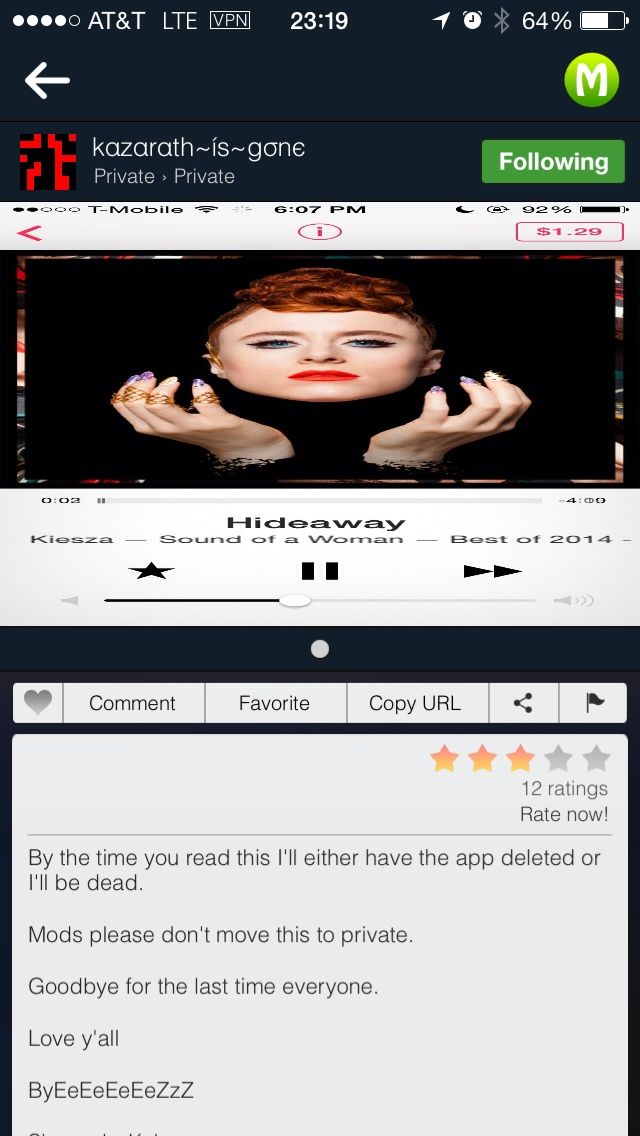 AT&T LTE VPN 23:19 64%
M
kazarath~ís~gσnє
Private › Private
Following
T-Mobile 6:07 PM 92%
i
$1.29
0:02 -4:09
Hideaway
Kiesza — Sound of a Woman — Best of 2014 -
Comment Favorite Copy URL
12 ratings
Rate now!
By the time you read this I'll either have the app deleted or
I'll be dead.
Mods please don't move this to private.
Goodbye for the last time everyone.
Love y'all
ByEeEeEeEeZzZ